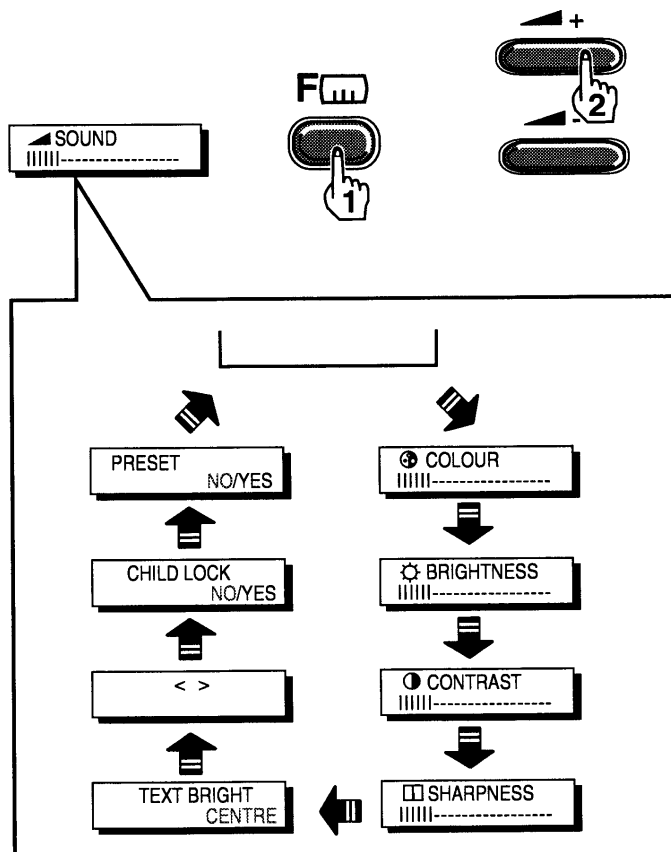 +
F
2
-
SOUND
1
COLOUR
BRIGHTNESS
CONTRAST
SHARPNESS
TEXT BRIGHT
CENTRE
< >
CHILD LOCK
NO/YES
PRESET
NO/YES